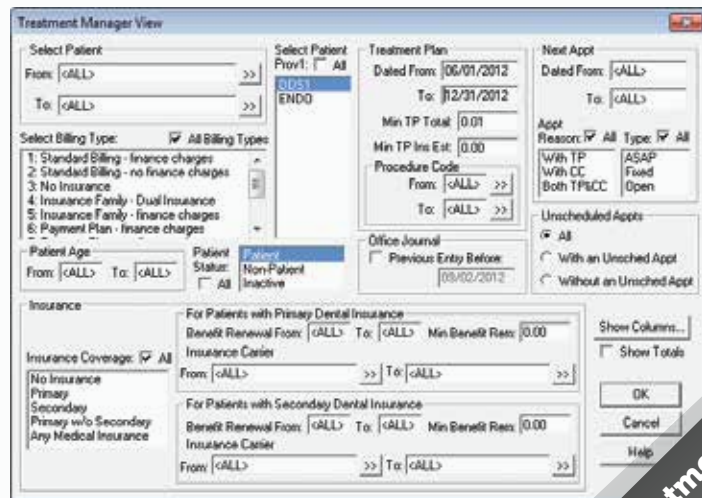 Treatment Manager View
Select Patient
From: <ALL> >>
To: <ALL> >>
Select Billing Type: All Billing Types
1: Standard Billing - finance charges
2: Standard Billing - no finance charges
3: No Insurance
4: Insurance Family - Dual Insurance
5: Insurance Family - finance charges
6: Payment Plan - finance charges
Select Patient
Prov1: All
DDS1
ENDO
Treatment Plan
Dated From: 06/01/2012
To: 12/31/2012
Min TP Total: 0.01
Min TP Ins Est: 0.00
Procedure Code
From: <ALL> >>
To: <ALL> >>
Next Appt
Dated From: <ALL>
To: <ALL>
Appt
Reason: All Type: All
With TP
With CC
Both TP&CC
ASAP
Fixed
Open
Patient Age
From: <ALL> To: <ALL>
Patient
Status:
All
Patient
Non-Patient
Inactive
Office Journal
Previous Entry Before:
09/02/2012
Unscheduled Appts
All
With an Unsched Appt
Without an Unsched Appt
Insurance
Insurance Coverage: All
No Insurance
Primary
Secondary
Primary w/o Secondary
Any Medical Insurance
For Patients with Primary Dental Insurance
Benefit Renewal From: <ALL> To: <ALL> Min Benefit Rem: 0.00
Insurance Carrier
From: <ALL> >> To: <ALL> >>
For Patients with Secondary Dental Insurance
Benefit Renewal From: <ALL> To: <ALL> Min Benefit Rem: 0.00
Insurance Carrier
From: <ALL> >> To: <ALL> >>
Show Columns...
Show Totals
OK
Cancel
Help